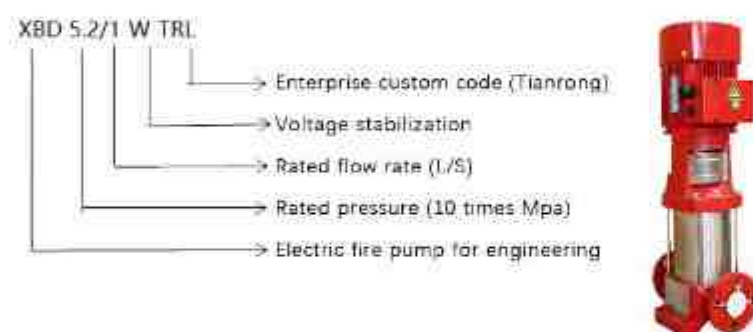 XBD 5.2/1 W TRL
Enterprise custom code (Tianrong)
Voltage stabilization
Rated flow rate (L/S)
Rated pressure (10 times Mpa)
Electric fire pump for engineering